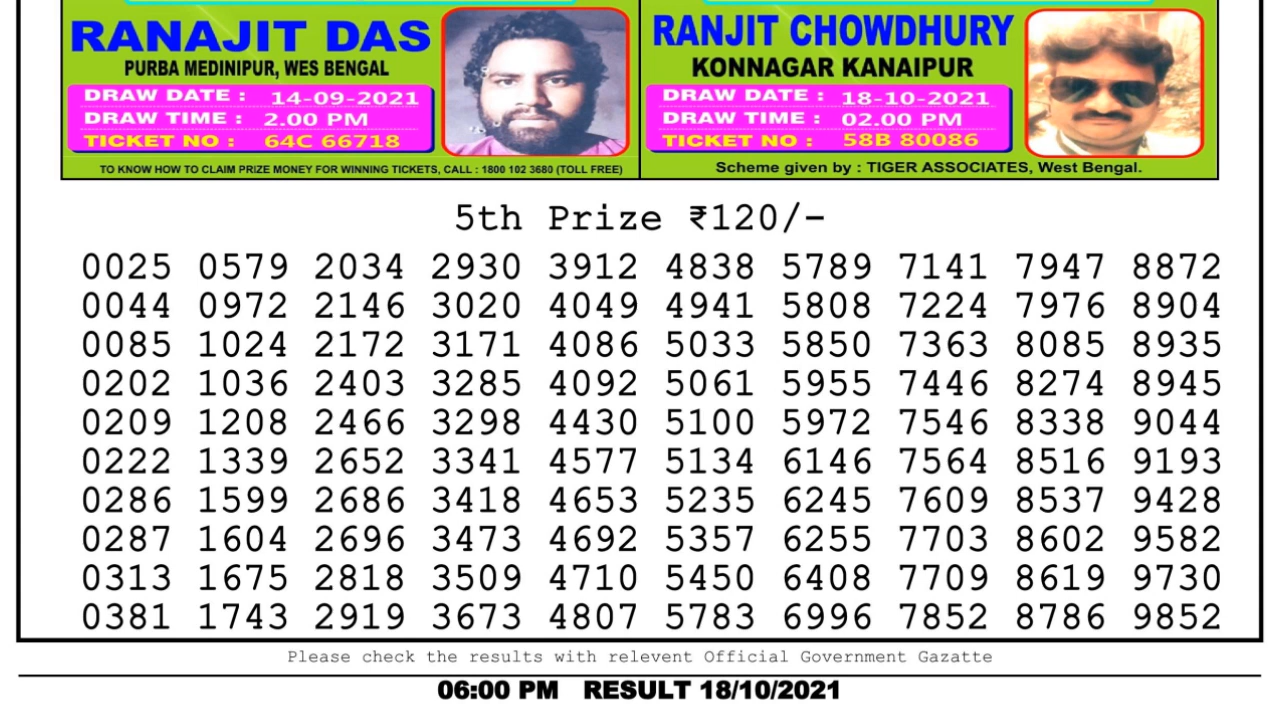 RANAJIT DAS
PURBA MEDINIPUR, WES BENGAL
DRAW DATE : 14-09-2021
DRAW TIME : 2.00 PM
TICKET NO : 64C 66718
TO KNOW HOW TO CLAIM PRIZE MONEY FOR WINNING TICKETS, CALL : 1800 102 3680 (TOLL FREE)
RANJIT CHOWDHURY
KONNAGAR KANAIPUR
DRAW DATE : 18-10-2021
DRAW TIME : 02.00 PM
TICKET NO : 58B 80086
Scheme given by : TIGER ASSOCIATES, West Bengal.
5th Prize ₹120/-
0025 0579 2034 2930 3912 4838 5789 7141 7947 8872
0044 0972 2146 3020 4049 4941 5808 7224 7976 8904
0085 1024 2172 3171 4086 5033 5850 7363 8085 8935
0202 1036 2403 3285 4092 5061 5955 7446 8274 8945
0209 1208 2466 3298 4430 5100 5972 7546 8338 9044
0222 1339 2652 3341 4577 5134 6146 7564 8516 9193
0286 1599 2686 3418 4653 5235 6245 7609 8537 9428
0287 1604 2696 3473 4692 5357 6255 7703 8602 9582
0313 1675 2818 3509 4710 5450 6408 7709 8619 9730
0381 1743 2919 3673 4807 5783 6996 7852 8786 9852
Please check the results with relevent Official Government Gazatte
06:00 PM RESULT 18/10/2021